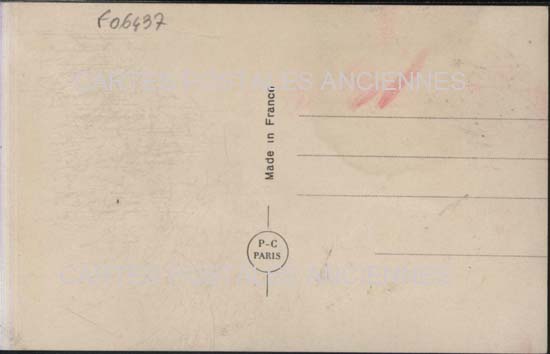 F06437
CARTES POSTALES ANCIENNES
Made in France
P-C
PARIS
CARTES POSTALES ANCIENNES